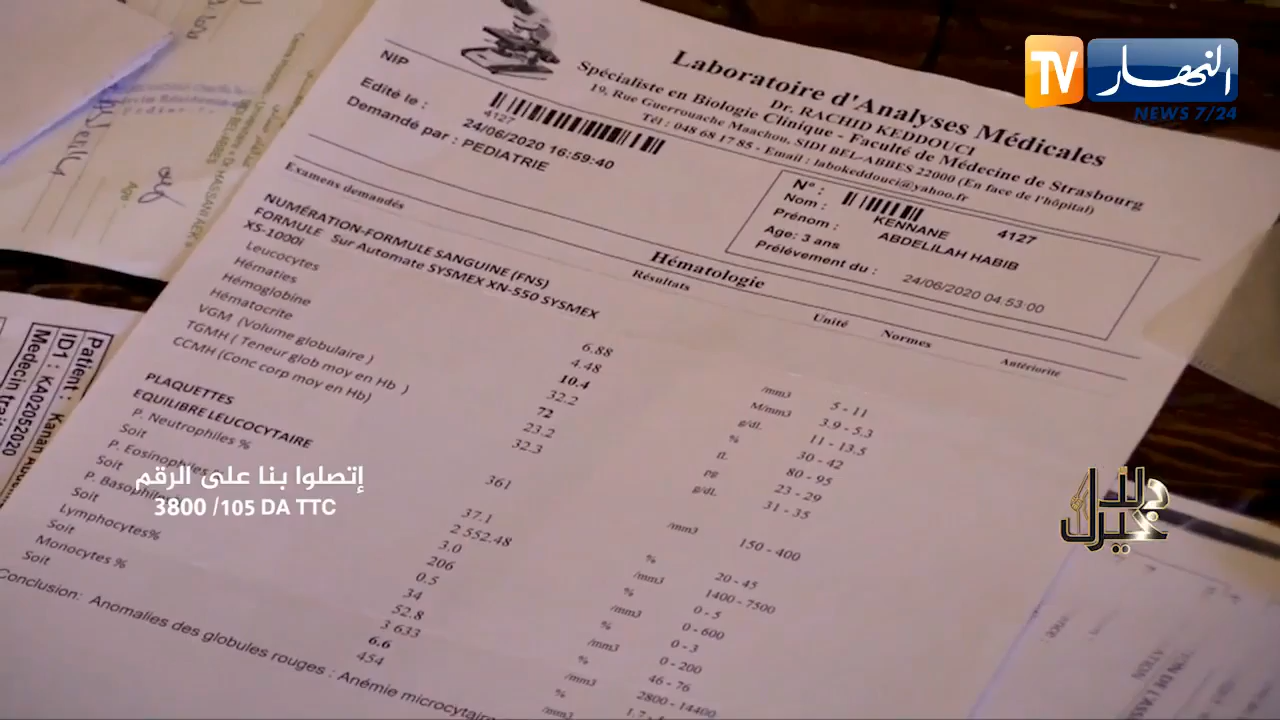 TV النهار
NEWS 7/24
Laboratoire d'Analyses Médicales
Dr. RACHID KEDDOUCI
Spécialiste en Biologie Clinique - Faculté de Médecine de Strasbourg
19, Rue Guerrouache Maachou, SIDI BEL-ABBES 22000 (En face de l'hôpital)
Tél : 048 68 17 85 - Email : labokeddouci@yahoo.fr
NIP
4127
Edité le : 24/06/2020 16:59:40
Demandé par : PEDIATRIE
N° : 4127
Nom : KENNANE
Prénom : ABDELILAH HABIB
Age: 3 ans
Prélévement du : 24/06/2020 04:53:00
Examens demandés Résultats Unité Normes Antériorité
Hématologie
NUMÉRATION-FORMULE SANGUINE (FNS)
FORMULE Sur Automate SYSMEX XN-550 SYSMEX
XS-1000i
Leucocytes 6.88 /mm3 5 - 11
Hématies 4.48 M/mm3 3.9 - 5.3
Hémoglobine 10.4 g/dL 11 - 13.5
Hématocrite 32.2 % 30 - 42
VGM (Volume globulaire ) 72 fL 80 - 95
TGMH ( Teneur glob moy en Hb ) 23.2 pg 23 - 29
CCMH (Conc corp moy en Hb) 32.3 g/dL 31 - 35
PLAQUETTES 361 /mm3 150 - 400
EQUILIBRE LEUCOCYTAIRE
P. Neutrophiles % 37.1 % 20 - 45
Soit 2 552.48 /mm3 1400 - 7500
P. Eosinophiles 3.0 % 0 - 5
Soit 206 /mm3 0 - 600
P. Basophiles 0.5 % 0 - 3
Soit 34 /mm3 0 - 200
Lymphocytes% 52.8 % 46 - 76
Soit 3 633 /mm3 2800 - 14400
Monocytes % 6.6 %
Soit 454 /mm3
Conclusion: Anomalies des globules rouges : Anémie microcytaire
Patient : Kanan
ID1 : KA02052020
Medecin
Age:
إتصلوا بنا على الرقم
3800 /105 DA TTC